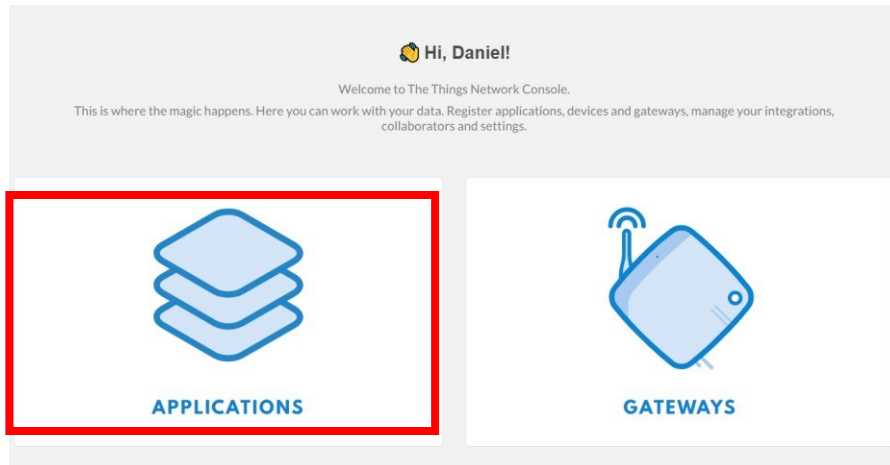 Hi, Daniel!
Welcome to The Things Network Console.
This is where the magic happens. Here you can work with your data. Register applications, devices and gateways, manage your integrations,
collaborators and settings.
APPLICATIONS
GATEWAYS